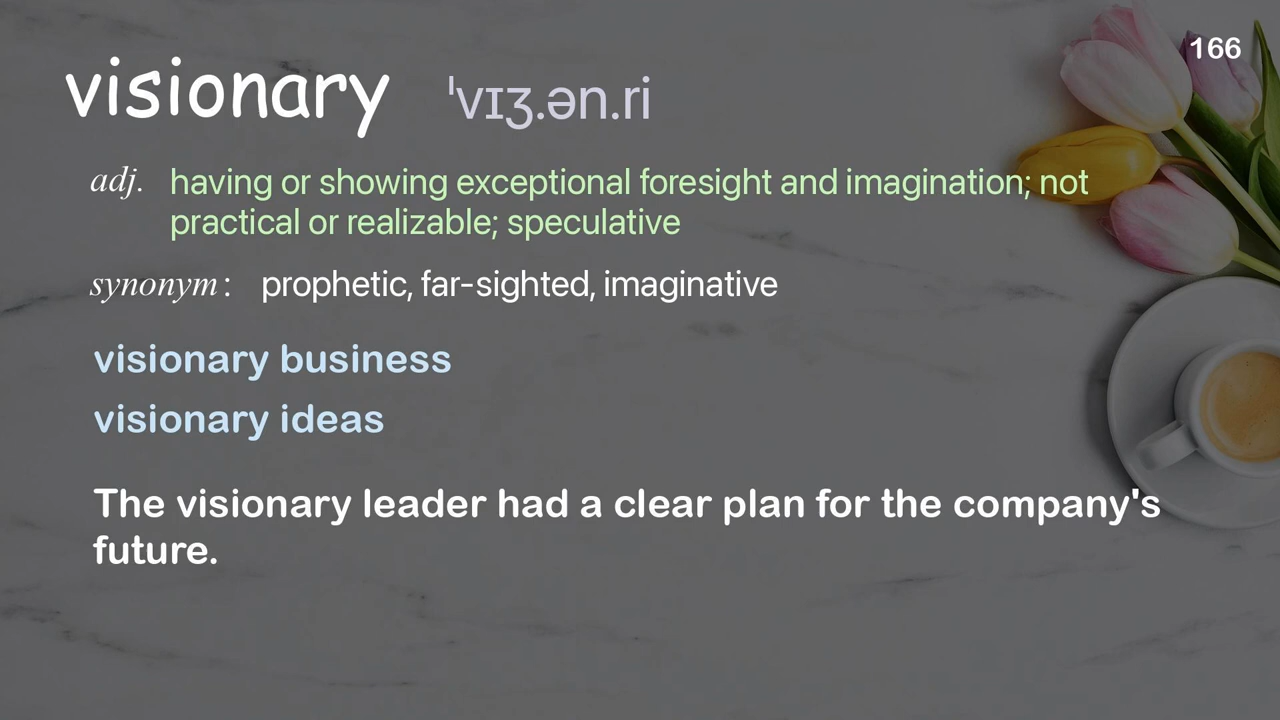 166
visionary ˈvɪʒ.ən.ri
adj. having or showing exceptional foresight and imagination; not
practical or realizable; speculative
synonym : prophetic, far-sighted, imaginative
visionary business
visionary ideas
The visionary leader had a clear plan for the company's
future.